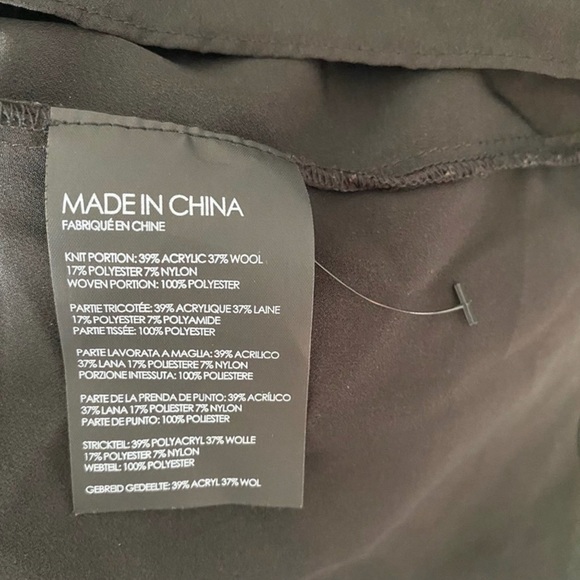 MADE IN CHINA
FABRIQUÉ EN CHINE
KNIT PORTION: 39% ACRYLIC 37% WOOL
17% POLYESTER 7% NYLON
WOVEN PORTION: 100% POLYESTER
PARTIE TRICOTÉE: 39% ACRYLIQUE 37% LAINE
17% POLYESTER 7% POLYAMIDE
PARTIE TISSÉE: 100% POLYESTER
PARTE LAVORATA A MAGLIA: 39% ACRILICO
37% LANA 17% POLIESTERE 7% NYLON
PORZIONE INTESSUTA: 100% POLIESTERE
PARTE DE LA PRENDA DE PUNTO: 39% ACRÍLICO
37% LANA 17% POLIESTER 7% NYLON
PARTE DE PUNTO: 100% POLIESTER
STRICKTEIL: 39% POLYACRYL 37% WOLLE
17% POLYESTER 7% NYLON
WEBTEIL: 100% POLYESTER
GEBREID GEDEELTE: 39% ACRYL 37% WOL